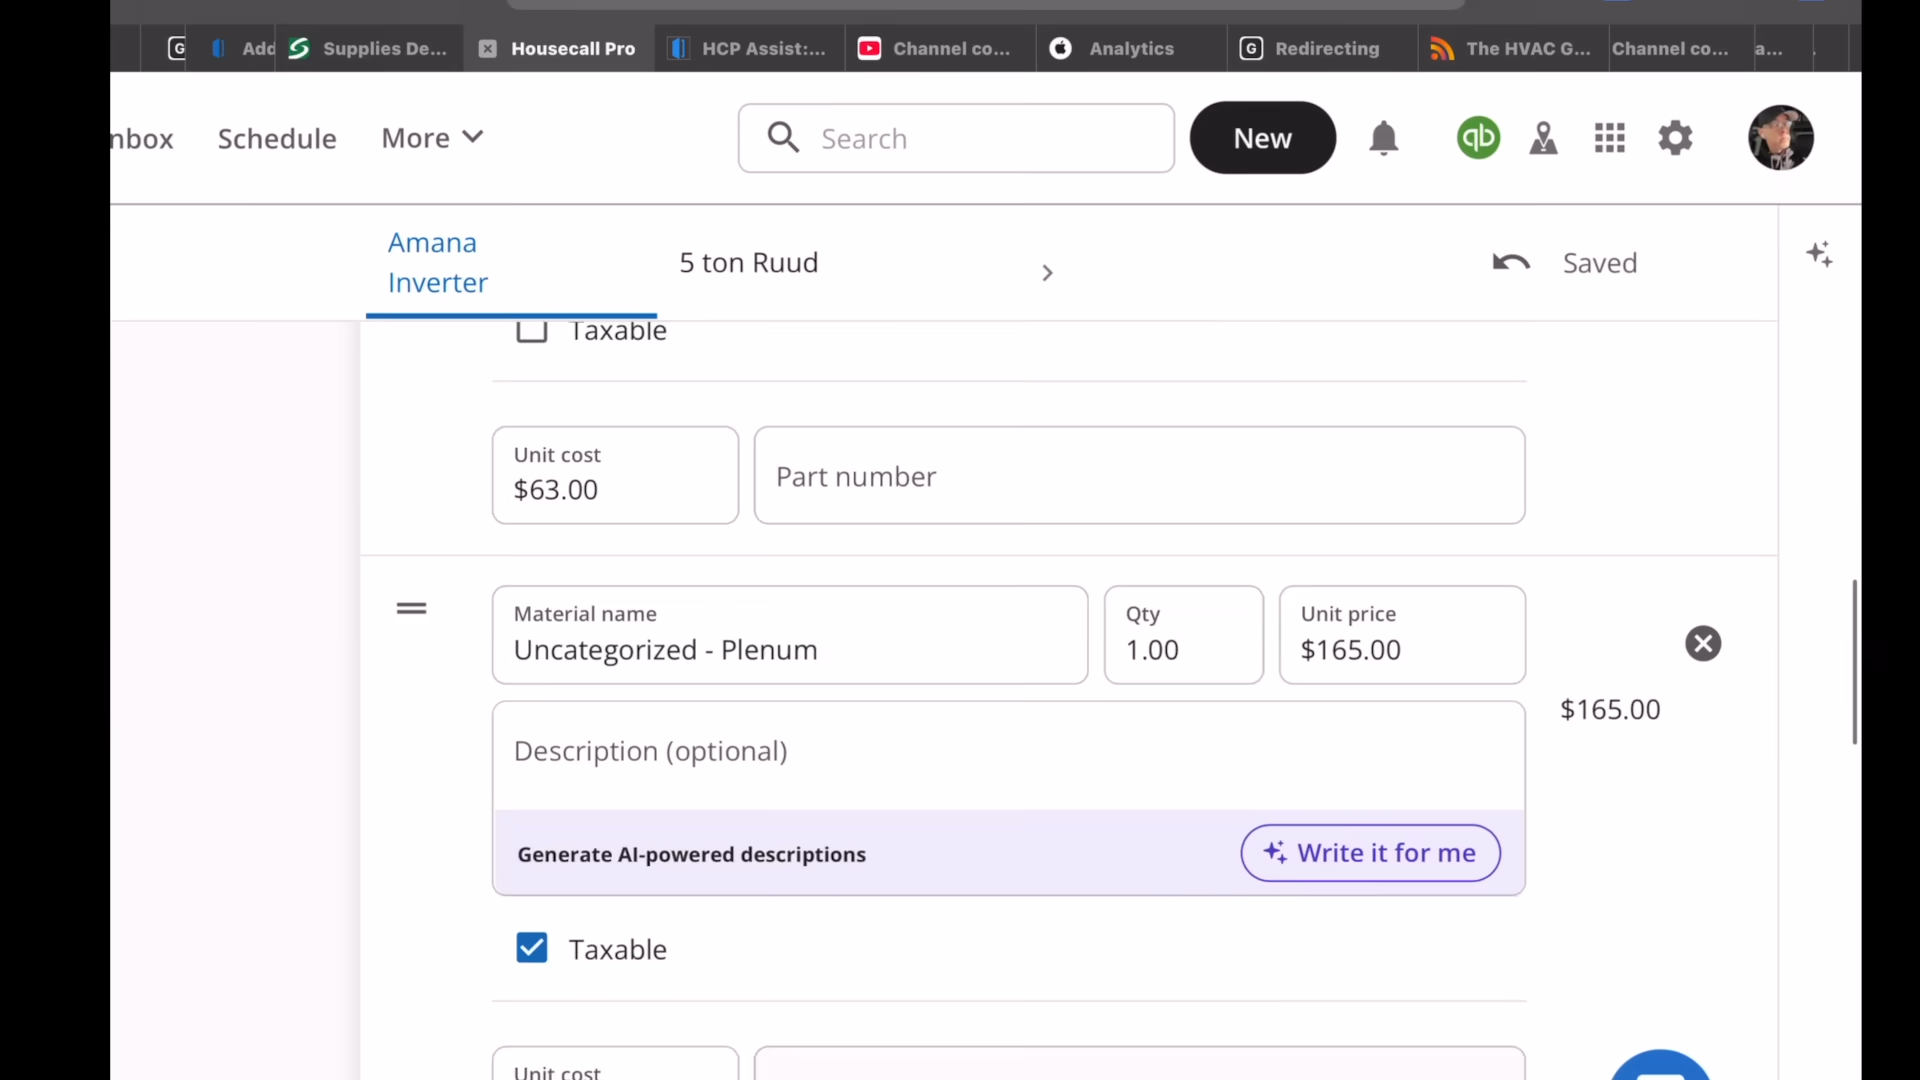 G Add Supplies De... Housecall Pro HCP Assist:... Channel co... Analytics G Redirecting The HVAC G... Channel co... a...
nbox Schedule More Search New qb
Amana
Inverter
5 ton Ruud
Saved
Taxable
Unit cost
$63.00
Part number
Material name
Uncategorized - Plenum
Qty
1.00
Unit price
$165.00
$165.00
Description (optional)
Generate AI-powered descriptions
Write it for me
Taxable
Unit cost